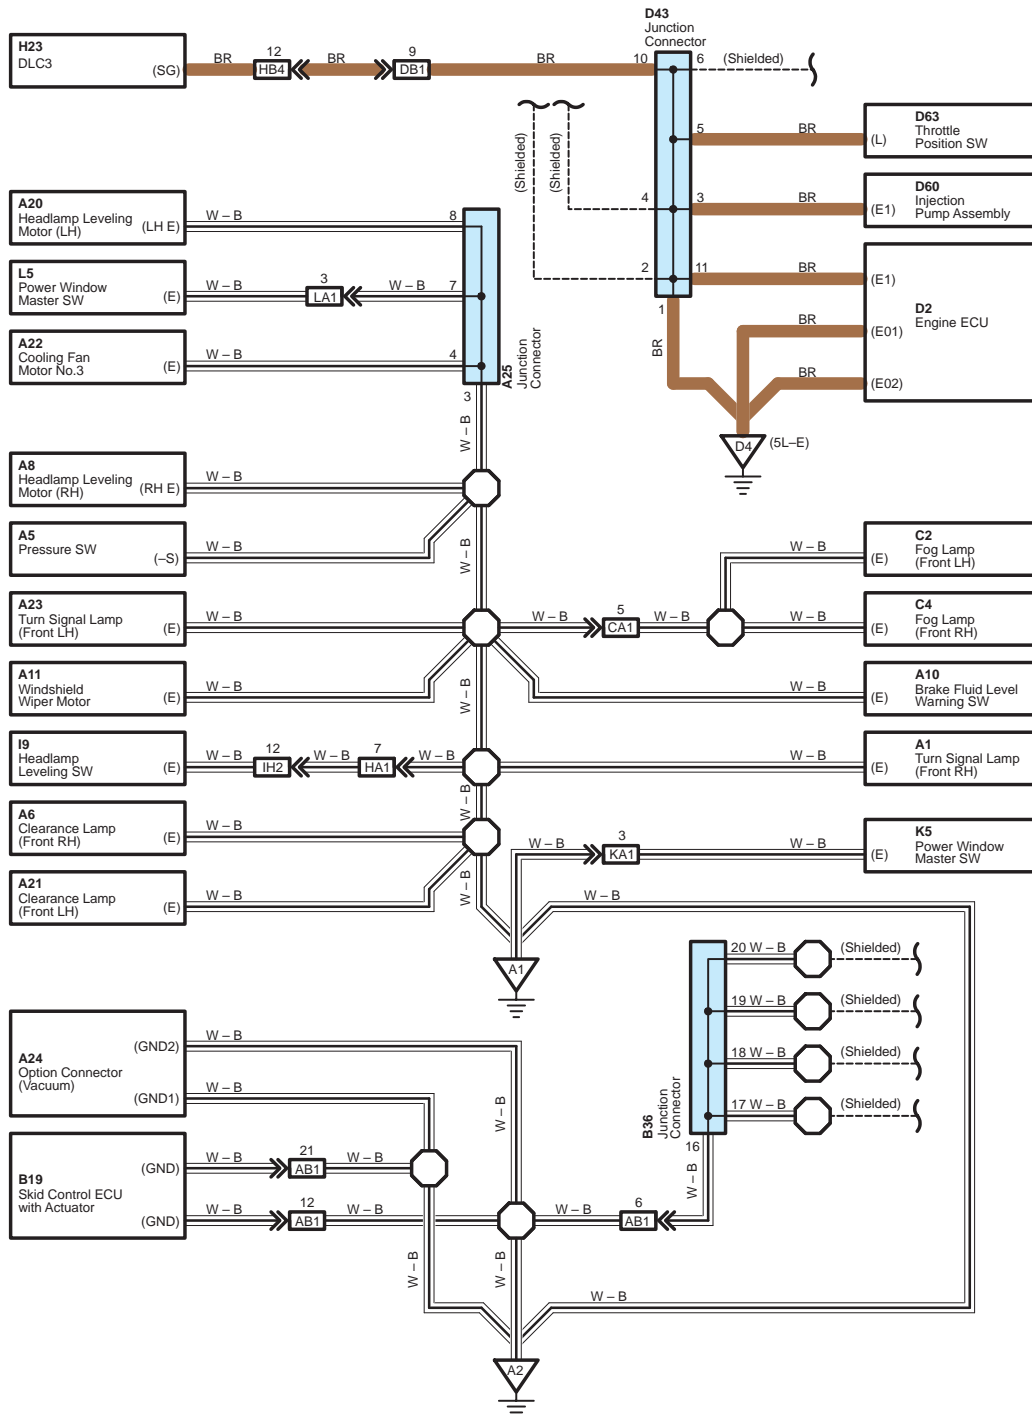 D43
Junction
Connector
H23
DLC3
(SG)
BR
12
HB4
BR
9
DB1
BR
10
6
(Shielded)
(Shielded)
(Shielded)
5
BR
(L)
D63
Throttle
Position SW
4
3
BR
(E1)
D60
Injection
Pump Assembly
2
11
BR
(E1)
D2
Engine ECU
BR
(E01)
BR
(E02)
1
BR
D4
(5L–E)
A20
Headlamp Leveling
Motor (LH)
(LH E)
W – B
8
L5
Power Window
Master SW
(E)
W – B
3
LA1
W – B
7
A22
Cooling Fan
Motor No.3
(E)
W – B
4
A25
Junction
Connector
3
W – B
A8
Headlamp Leveling
Motor (RH)
(RH E)
W – B
A5
Pressure SW
(–S)
W – B
W – B
A23
Turn Signal Lamp
(Front LH)
(E)
W – B
W – B
5
CA1
W – B
W – B
(E)
C2
Fog Lamp
(Front LH)
W – B
(E)
C4
Fog Lamp
(Front RH)
A11
Windshield
Wiper Motor
(E)
W – B
W – B
W – B
(E)
A10
Brake Fluid Level
Warning SW
I9
Headlamp
Leveling SW
(E)
W – B
12
IH2
W – B
7
HA1
W – B
W – B
(E)
A1
Turn Signal Lamp
(Front RH)
W – B
A6
Clearance Lamp
(Front RH)
(E)
W – B
W – B
3
KA1
W – B
(E)
K5
Power Window
Master SW
A21
Clearance Lamp
(Front LH)
(E)
W – B
W – B
W – B
W – B
A1
20 W – B
(Shielded)
19 W – B
(Shielded)
18 W – B
(Shielded)
17 W – B
(Shielded)
B36
Junction
Connector
16
W – B
A24
Option Connector
(Vacuum)
(GND2)
W – B
(GND1)
W – B
W – B
B19
Skid Control ECU
with Actuator
(GND)
W – B
21
AB1
W – B
(GND)
W – B
12
AB1
W – B
W – B
6
AB1
W – B
W – B
W – B
A2